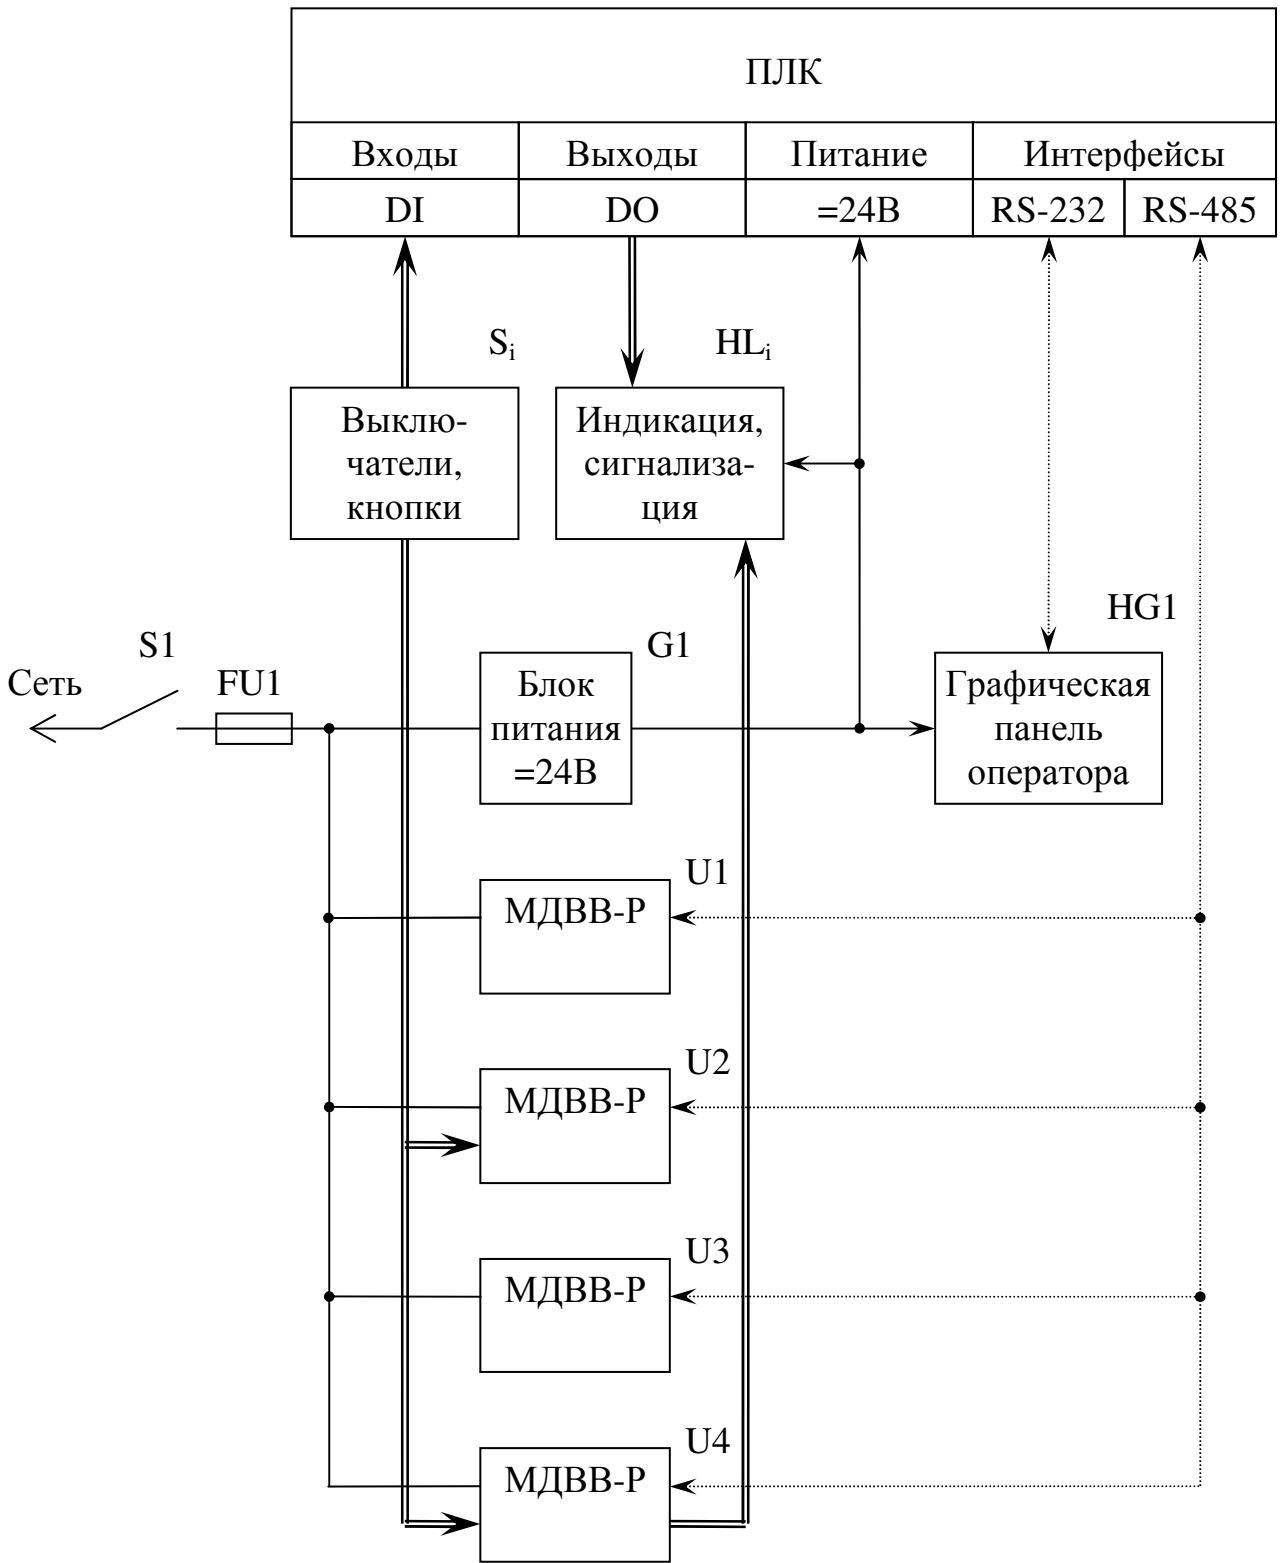 ПЛК
Входы Выходы Питание Интерфейсы
DI DO =24В RS-232 RS-485
Si HLi
Выклю-
чатели,
кнопки
Индикация,
сигнализа-
ция
HG1
S1 G1
Сеть FU1
Блок
питания
=24В
Графическая
панель
оператора
U1
МДВВ-Р
U2
МДВВ-Р
U3
МДВВ-Р
U4
МДВВ-Р